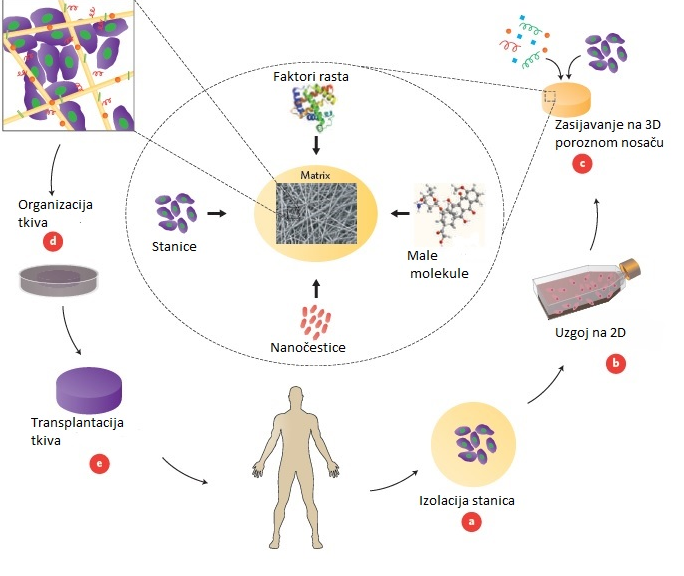 Faktori rasta
Matrix
Stanice
Male
molekule
Nanočestice
Zasijavanje na 3D
poroznom nosaču
c
Organizacija
tkiva
d
Uzgoj na 2D
b
Transplantacija
tkiva
e
Izolacija stanica
a